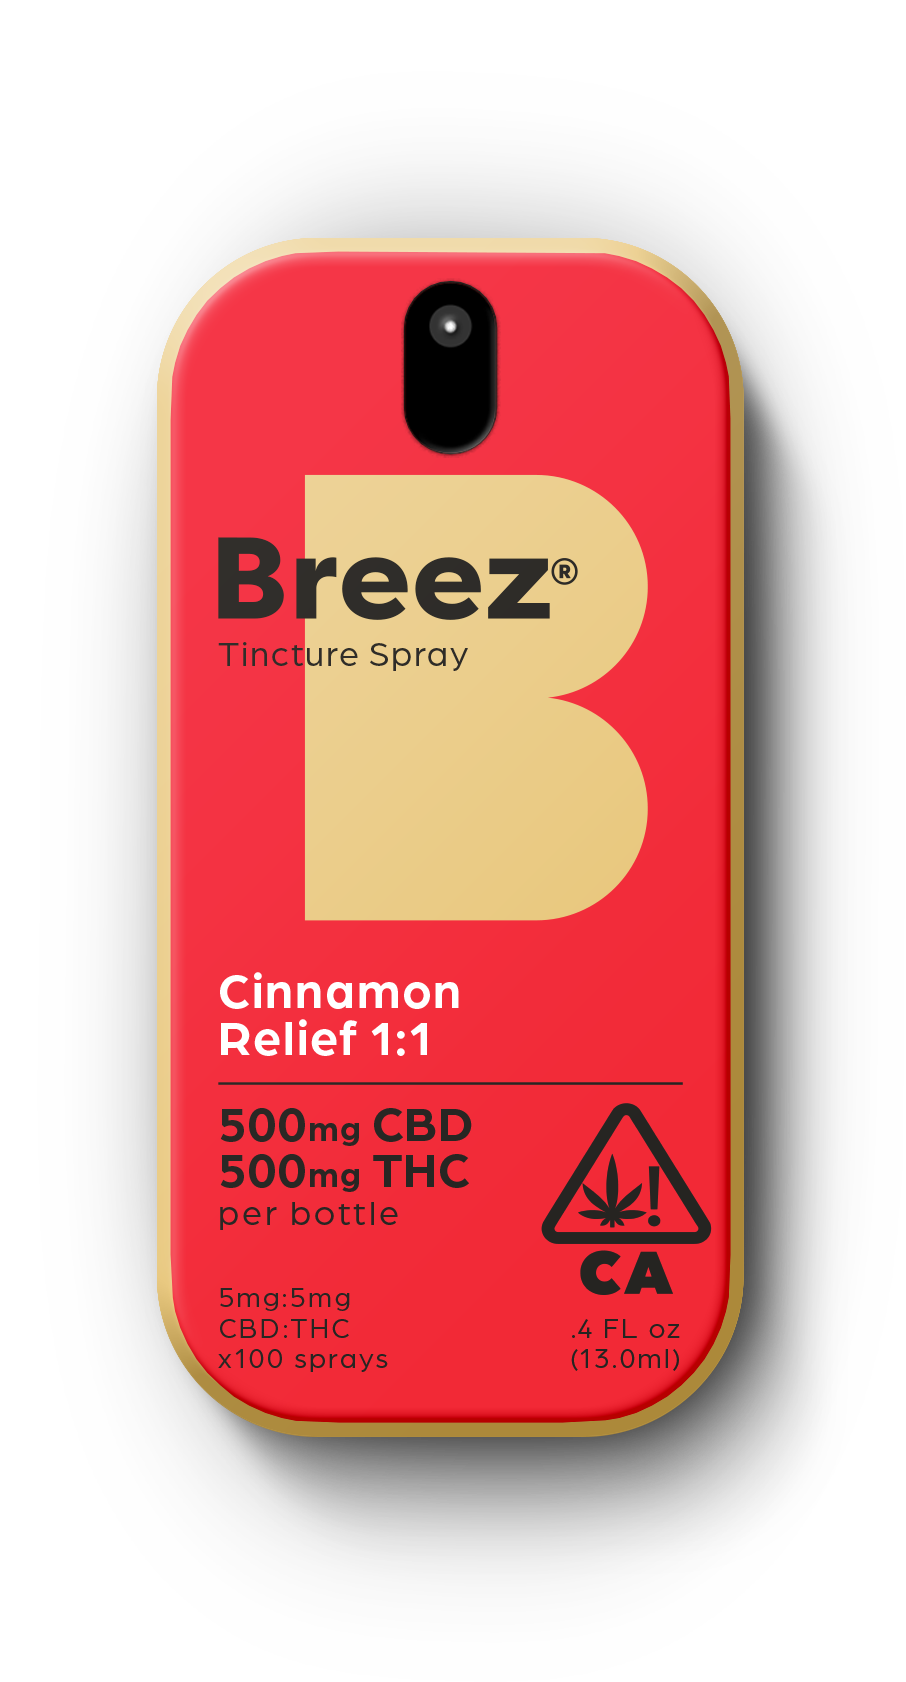 Breez®
Tincture Spray
Cinnamon
Relief 1:1
500mg CBD
500mg THC
per bottle
!
CA
5mg:5mg
CBD:THC
x100 sprays
.4 FL oz
(13.0ml)